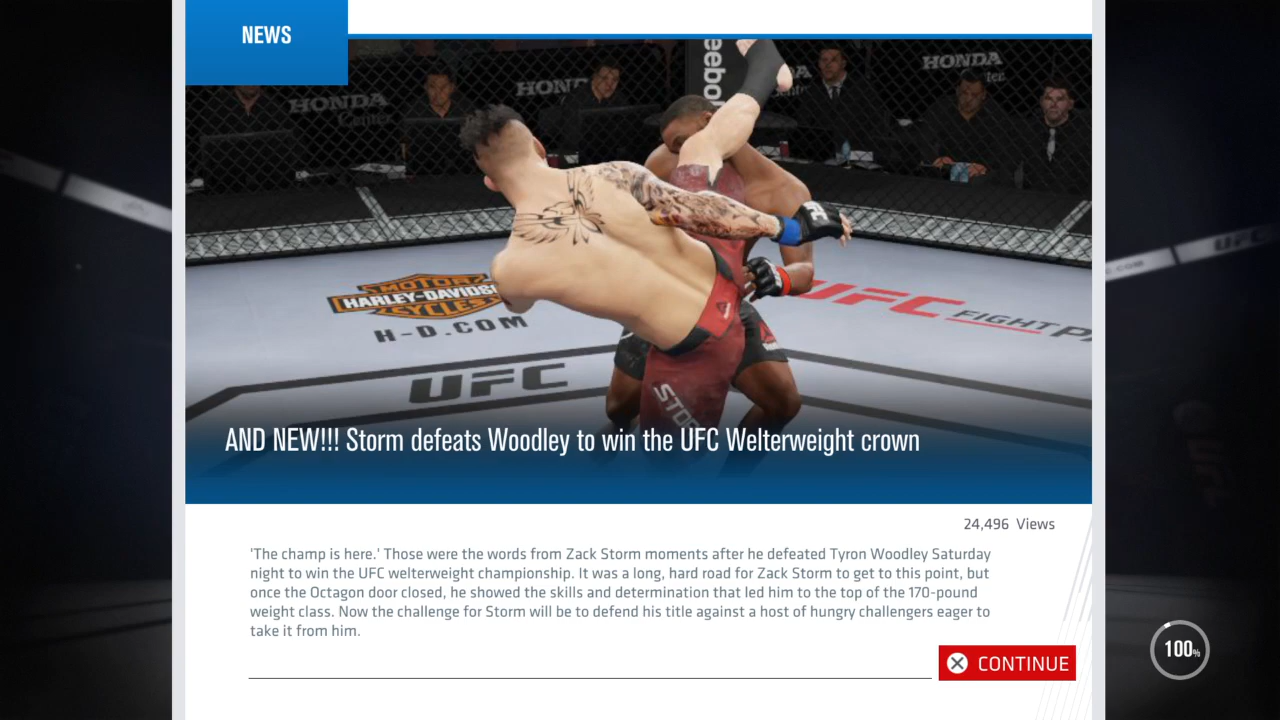 NEWS
eebo
HONDA
Center
HONDA
HONDA
Center
UFC
MOTOR
HARLEY-DAVIDSON
CYCLES
H-D.COM
UFC
FIGHT PA
UFC
STO
AND NEW!!! Storm defeats Woodley to win the UFC Welterweight crown
24,496 Views
'The champ is here.' Those were the words from Zack Storm moments after he defeated Tyron Woodley Saturday
night to win the UFC welterweight championship. It was a long, hard road for Zack Storm to get to this point, but
once the Octagon door closed, he showed the skills and determination that led him to the top of the 170-pound
weight class. Now the challenge for Storm will be to defend his title against a host of hungry challengers eager to
take it from him.
CONTINUE
100%